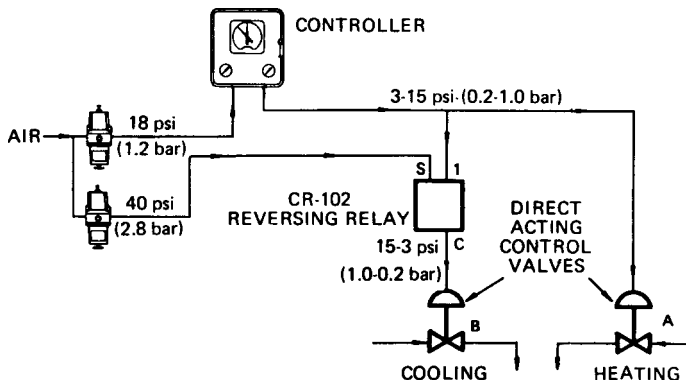 CONTROLLER
3-15 psi·(0.2-1.0 bar)
AIR
18 psi
(1.2 bar)
40 psi
(2.8 bar)
S
1
CR-102
REVERSING RELAY
C
15-3 psi
(1.0-0.2 bar)
DIRECT
ACTING
CONTROL
VALVES
B
A
COOLING
HEATING